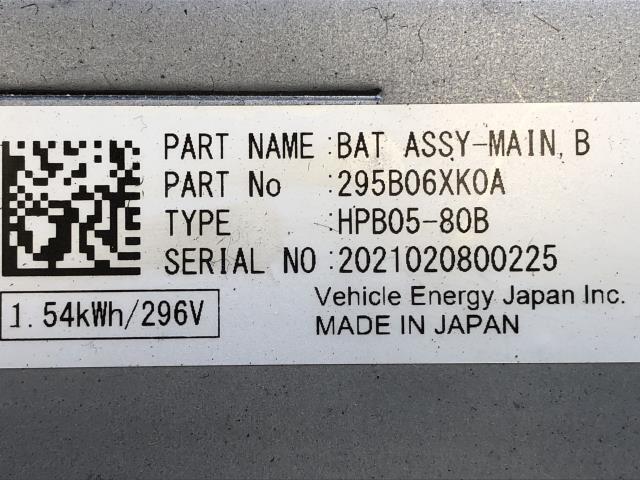 PART NAME :BAT ASSY-MAIN, B
PART No :295B06XK0A
TYPE :HPB05-80B
SERIAL NO :2021020800225
1.54kWh/296V
Vehicle Energy Japan Inc.
MADE IN JAPAN